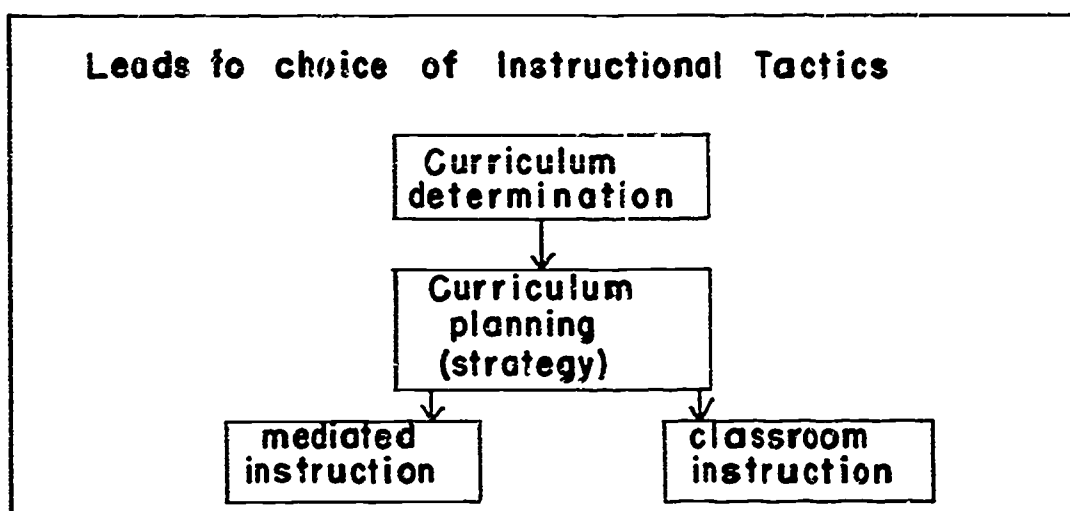 Leads to choice of Instructional Tactics
Curriculum
determination
Curriculum
planning
(strategy)
mediated
instruction
classroom
instruction